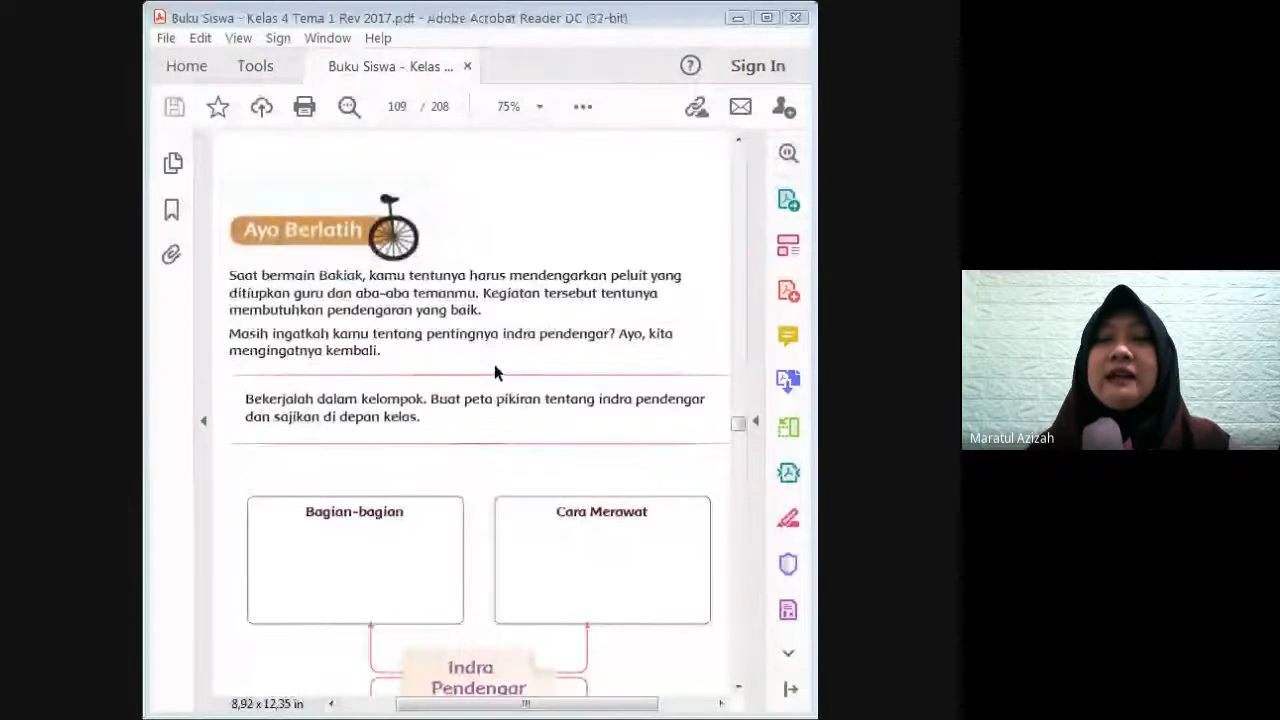 Buku Siswa - Kelas 4 Tema 1 Rev 2017.pdf - Adobe Acrobat Reader DC (32-bit)
File Edit View Sign Window Help
Home Tools Buku Siswa - Kelas ... × ? Sign In
109 / 208 75%
Ayo Berlatih
Saat bermain Bakiak, kamu tentunya harus mendengarkan peluit yang
ditiupkan guru dan aba-aba temanmu. Kegiatan tersebut tentunya
membutuhkan pendengaran yang baik.
Masih ingatkah kamu tentang pentingnya indra pendengar? Ayo, kita
mengingatnya kembali.
Bekerjalah dalam kelompok. Buat peta pikiran tentang indra pendengar
dan sajikan di depan kelas.
Bagian-bagian
Cara Merawat
Indra
Pendengar
8,92 x 12,35 in
Maratul Azizah